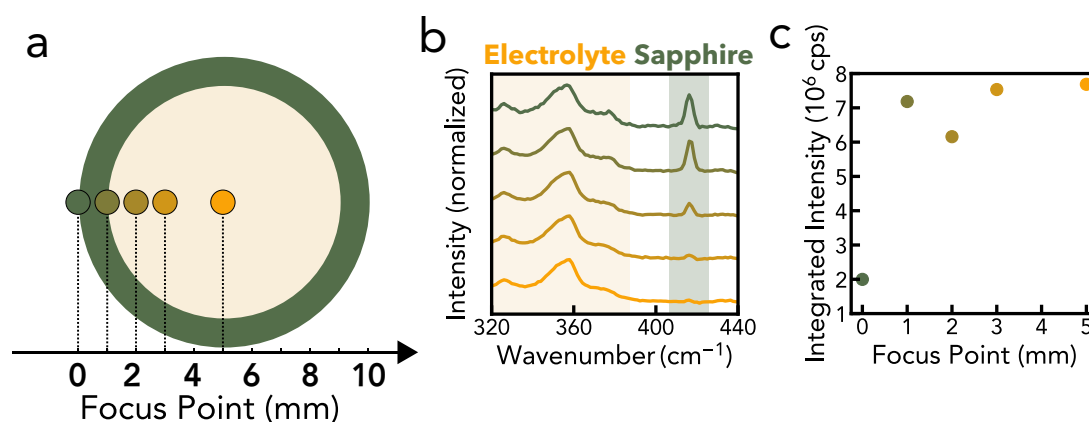 a
0 2 4 6 8 10
Focus Point (mm)
b
Electrolyte Sapphire
Intensity (normalized)
320 360 400 440
Wavenumber (cm⁻¹)
c
Integrated Intensity (10⁶ cps)
8
7
6
5
4
3
2
1
0 1 2 3 4 5
Focus Point (mm)